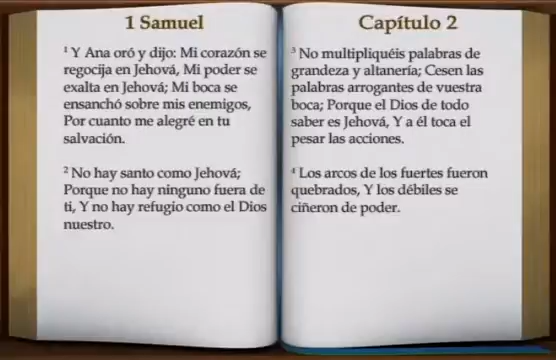 1 Samuel
¹ Y Ana oró y dijo: Mi corazón se
regocija en Jehová, Mi poder se
exalta en Jehová; Mi boca se
ensanchó sobre mis enemigos,
Por cuanto me alegré en tu
salvación.
² No hay santo como Jehová;
Porque no hay ninguno fuera de
ti, Y no hay refugio como el Dios
nuestro.
Capítulo 2
³ No multipliquéis palabras de
grandeza y altanería; Cesen las
palabras arrogantes de vuestra
boca; Porque el Dios de todo
saber es Jehová, Y a él toca el
pesar las acciones.
⁴ Los arcos de los fuertes fueron
quebrados, Y los débiles se
ciñeron de poder.